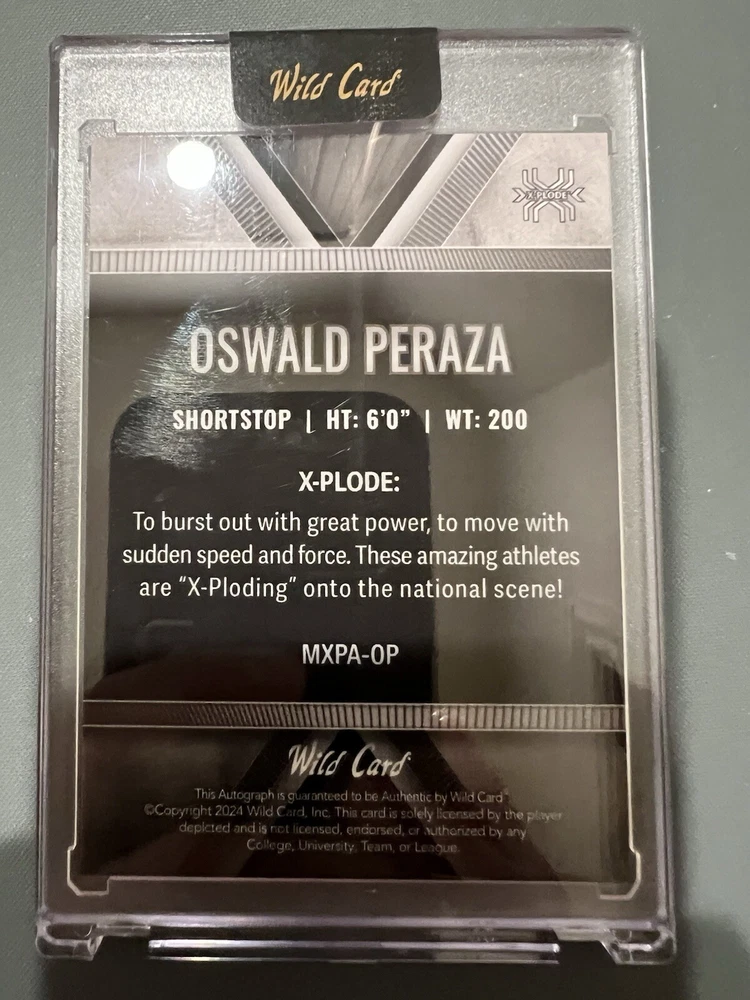 Wild Card
X-PLODE
OSWALD PERAZA
SHORTSTOP | HT: 6'0” | WT: 200
X-PLODE:
To burst out with great power, to move with
sudden speed and force. These amazing athletes
are “X-Ploding” onto the national scene!
MXPA-OP
Wild Card
This Autograph is guaranteed to be Authentic by Wild Card
©Copyright 2024 Wild Card, Inc. This card is solely licensed by the player
depicted and is not licensed, endorsed, or authorized by any
College, University, Team, or League.